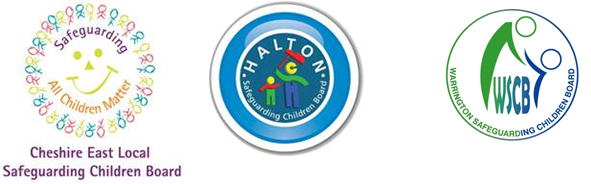 Safeguarding
All Children Matter
Cheshire East Local
Safeguarding Children Board
HALTON
Safeguarding Children Board
WSCB
WARRINGTON SAFEGUARDING CHILDREN BOARD